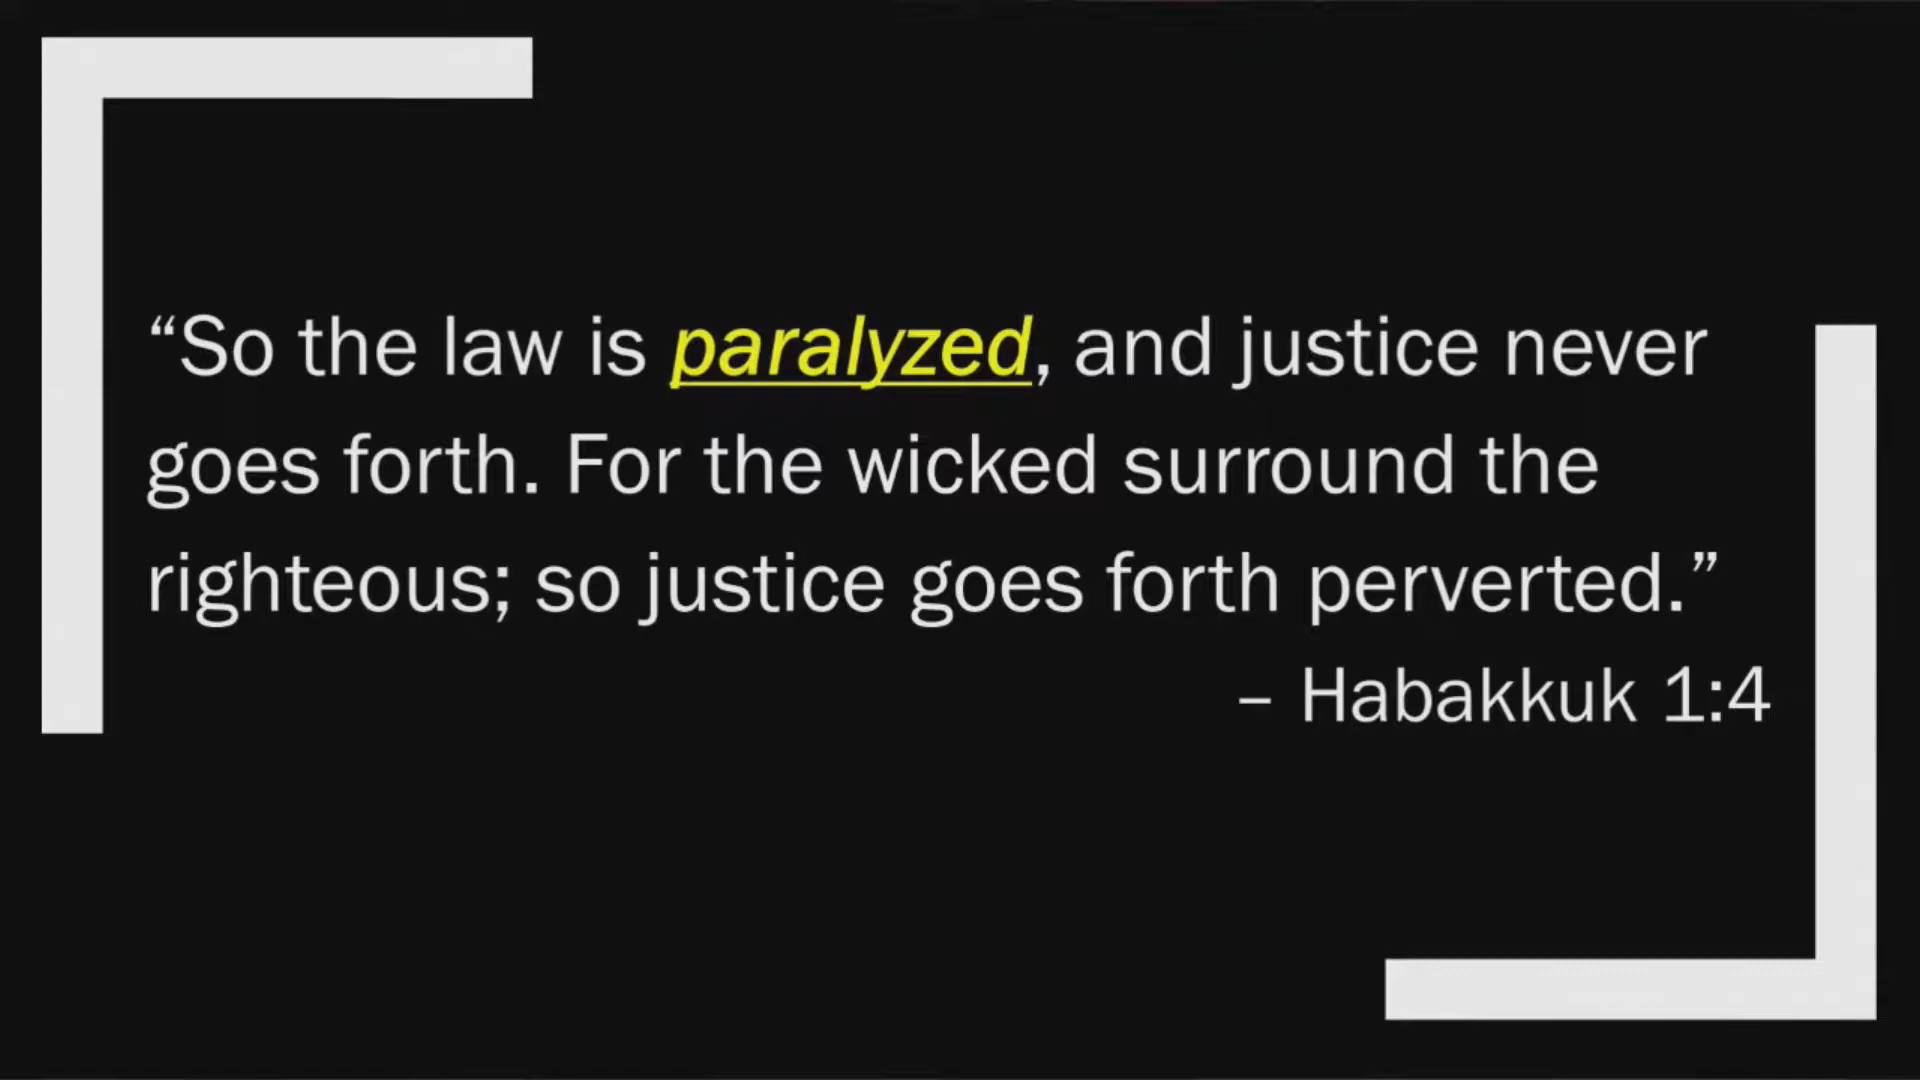 “So the law is paralyzed, and justice never
goes forth. For the wicked surround the
righteous; so justice goes forth perverted.”
– Habakkuk 1:4